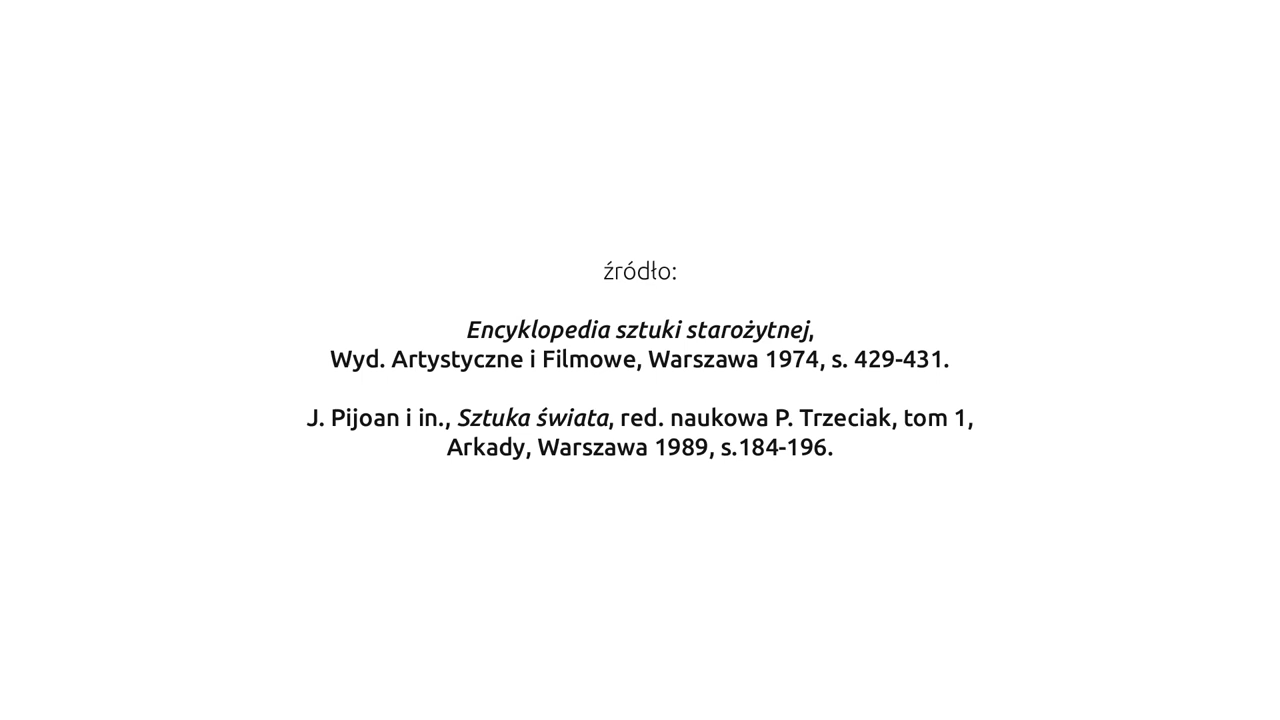 źródło:
Encyklopedia sztuki starożytnej,
Wyd. Artystyczne i Filmowe, Warszawa 1974, s. 429-431.
J. Pijoan i in., Sztuka świata, red. naukowa P. Trzeciak, tom 1,
Arkady, Warszawa 1989, s.184-196.